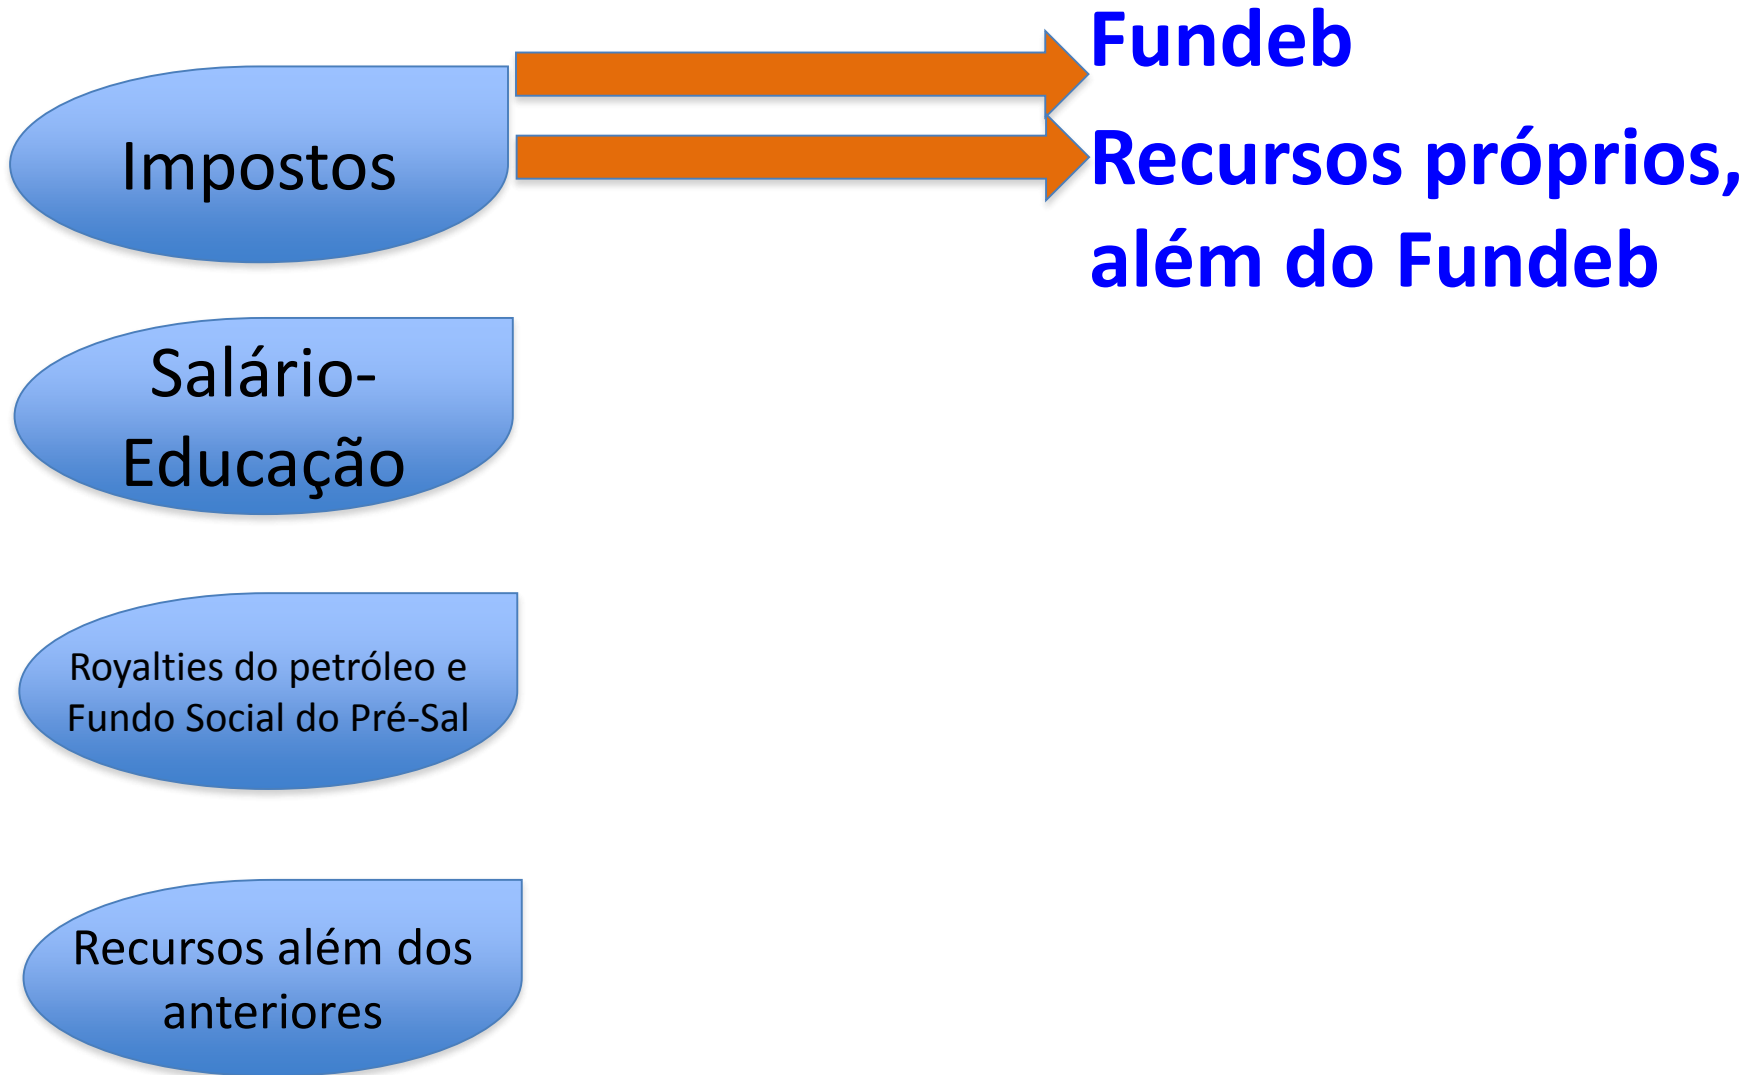 Impostos
Fundeb
Recursos próprios,
além do Fundeb
Salário-
Educação
Royalties do petróleo e
Fundo Social do Pré-Sal
Recursos além dos
anteriores